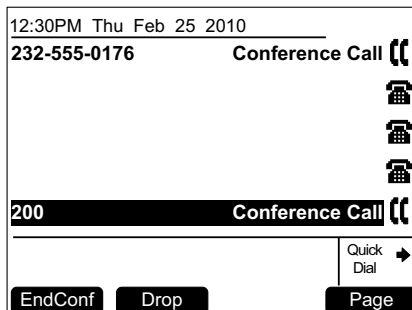 12:30PM Thu Feb 25 2010
232-555-0176 Conference Call
200 Conference Call
Quick
Dial
EndConf Drop Page